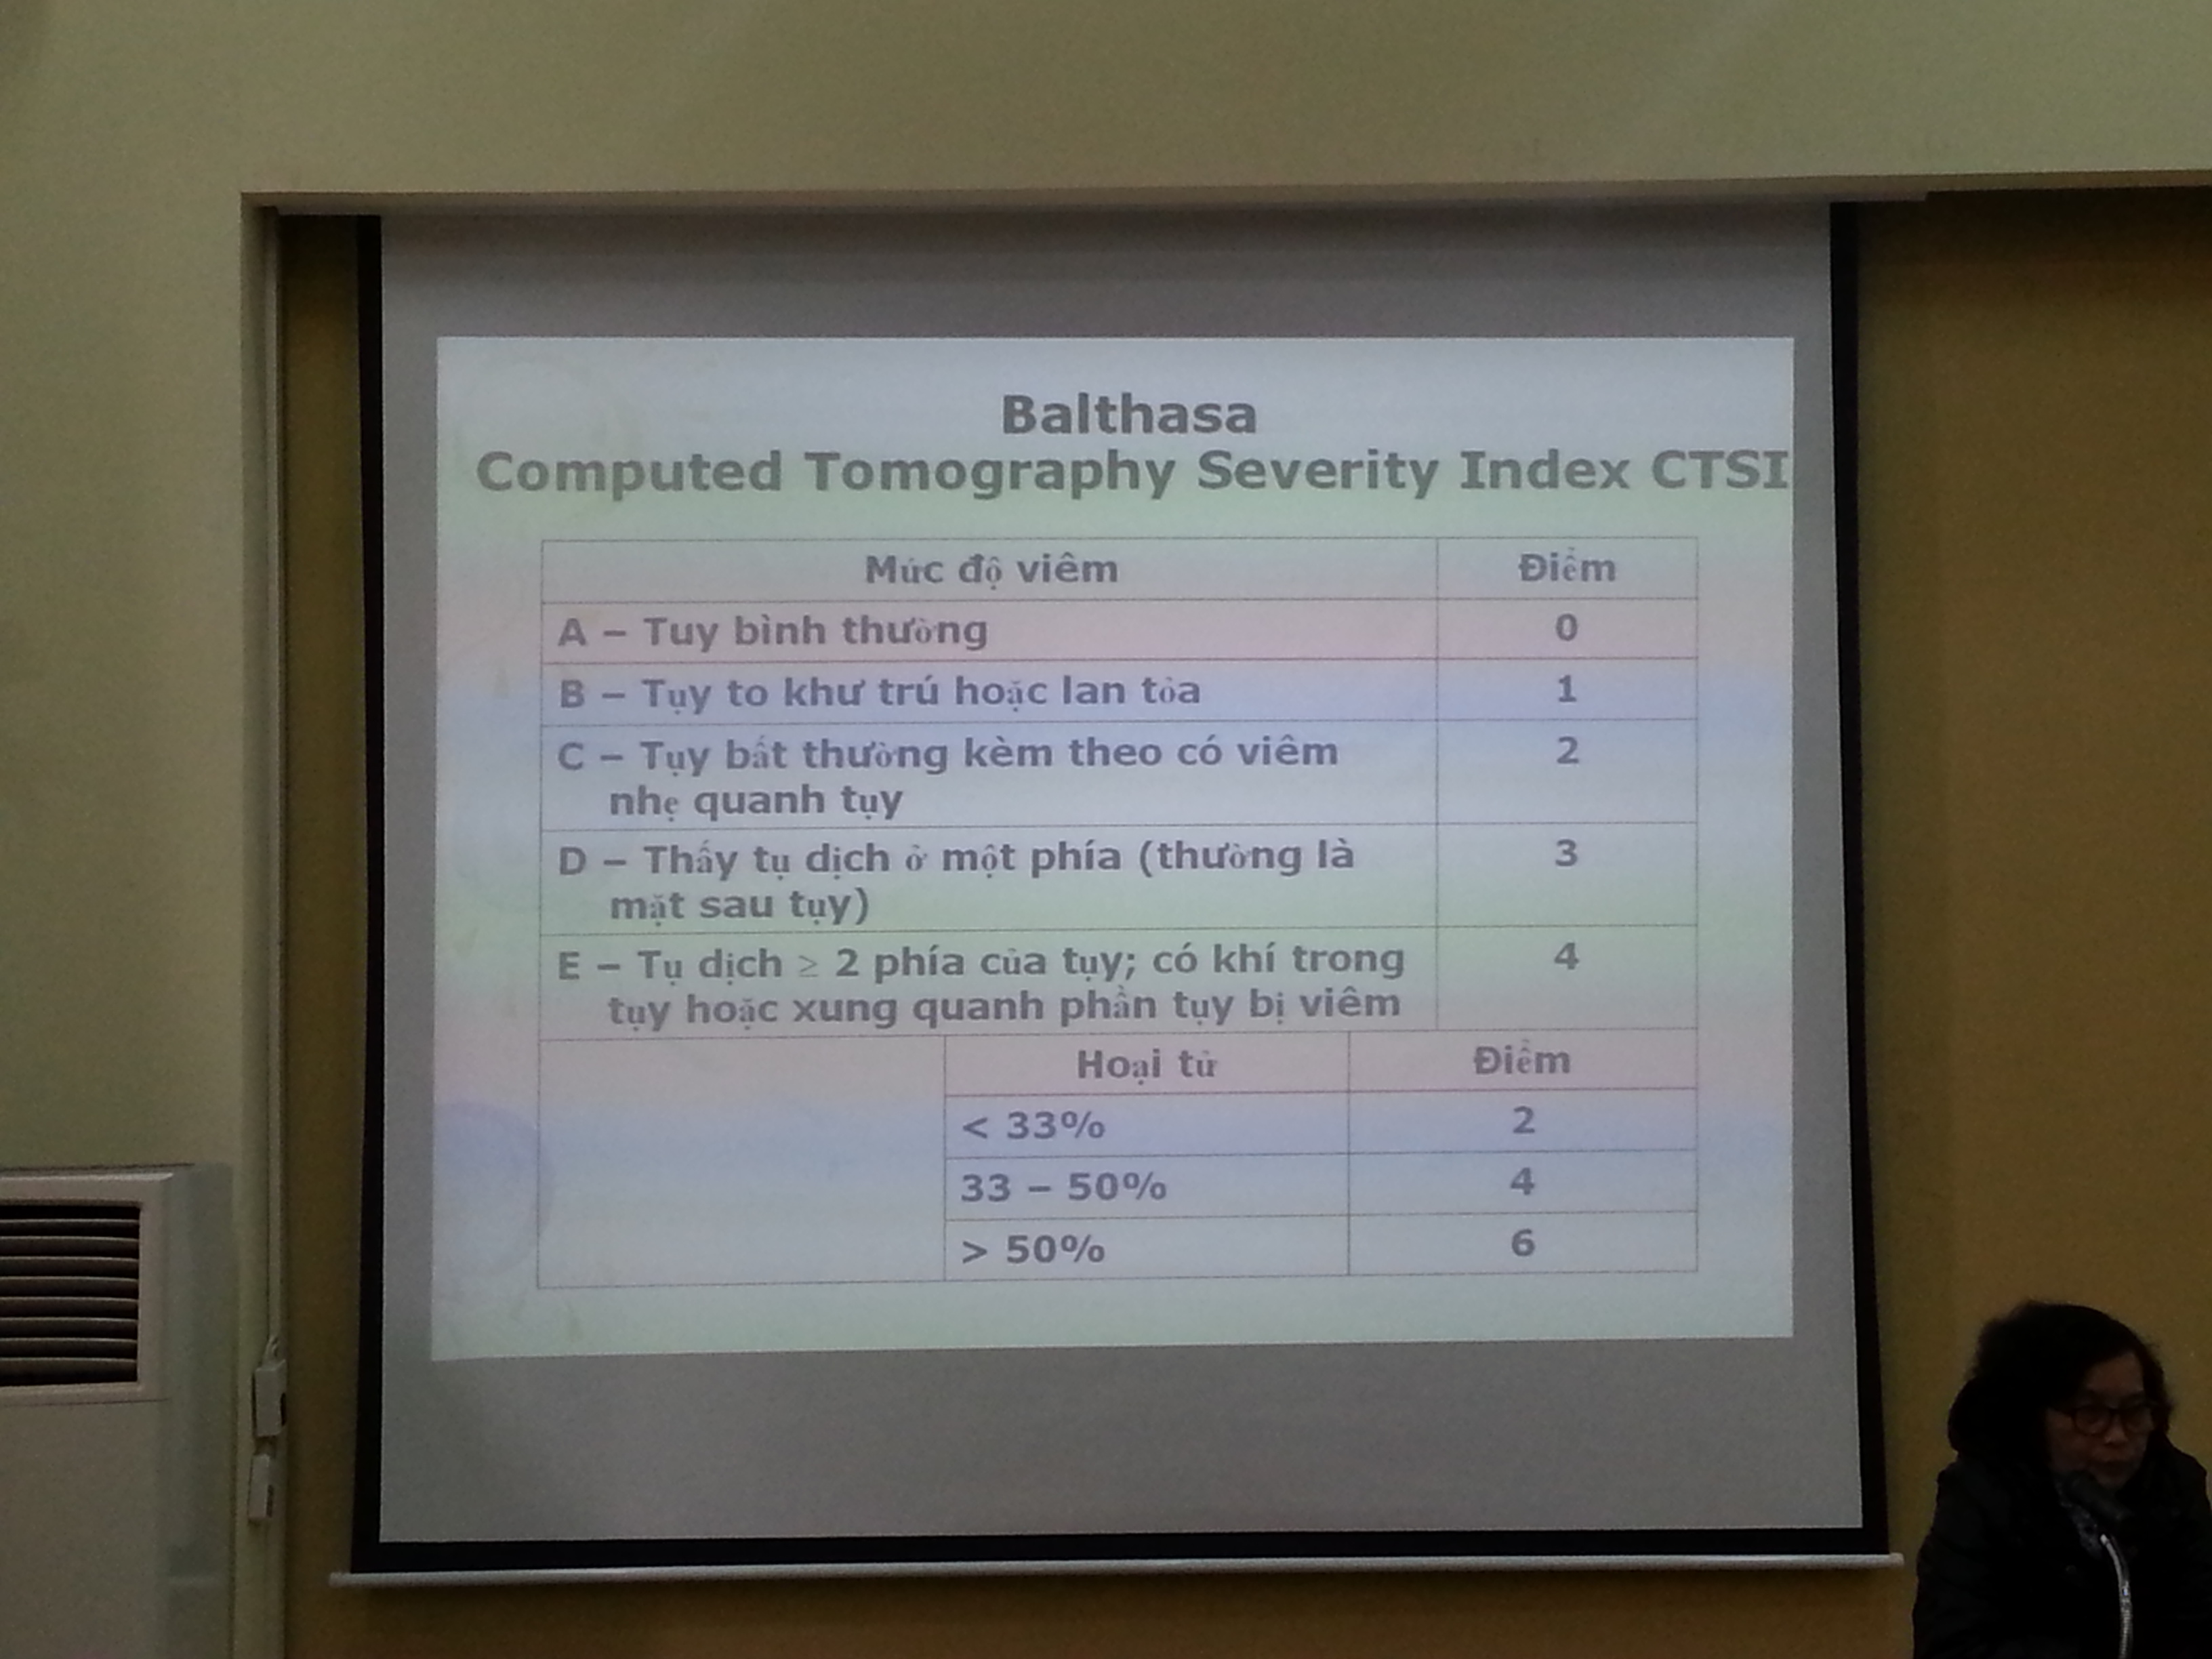 Balthasa
Computed Tomography Severity Index CTSI
Mức độ viêm Điểm
A – Tuy bình thường 0
B – Tụy to khư trú hoặc lan tỏa 1
C – Tụy bất thường kèm theo có viêm 2
nhẹ quanh tụy
D – Thấy tụ dịch ở một phía (thường là 3
mặt sau tụy)
E – Tụ dịch ≥ 2 phía của tụy; có khí trong 4
tụy hoặc xung quanh phần tụy bị viêm
Hoại tử Điểm
< 33% 2
33 – 50% 4
> 50% 6